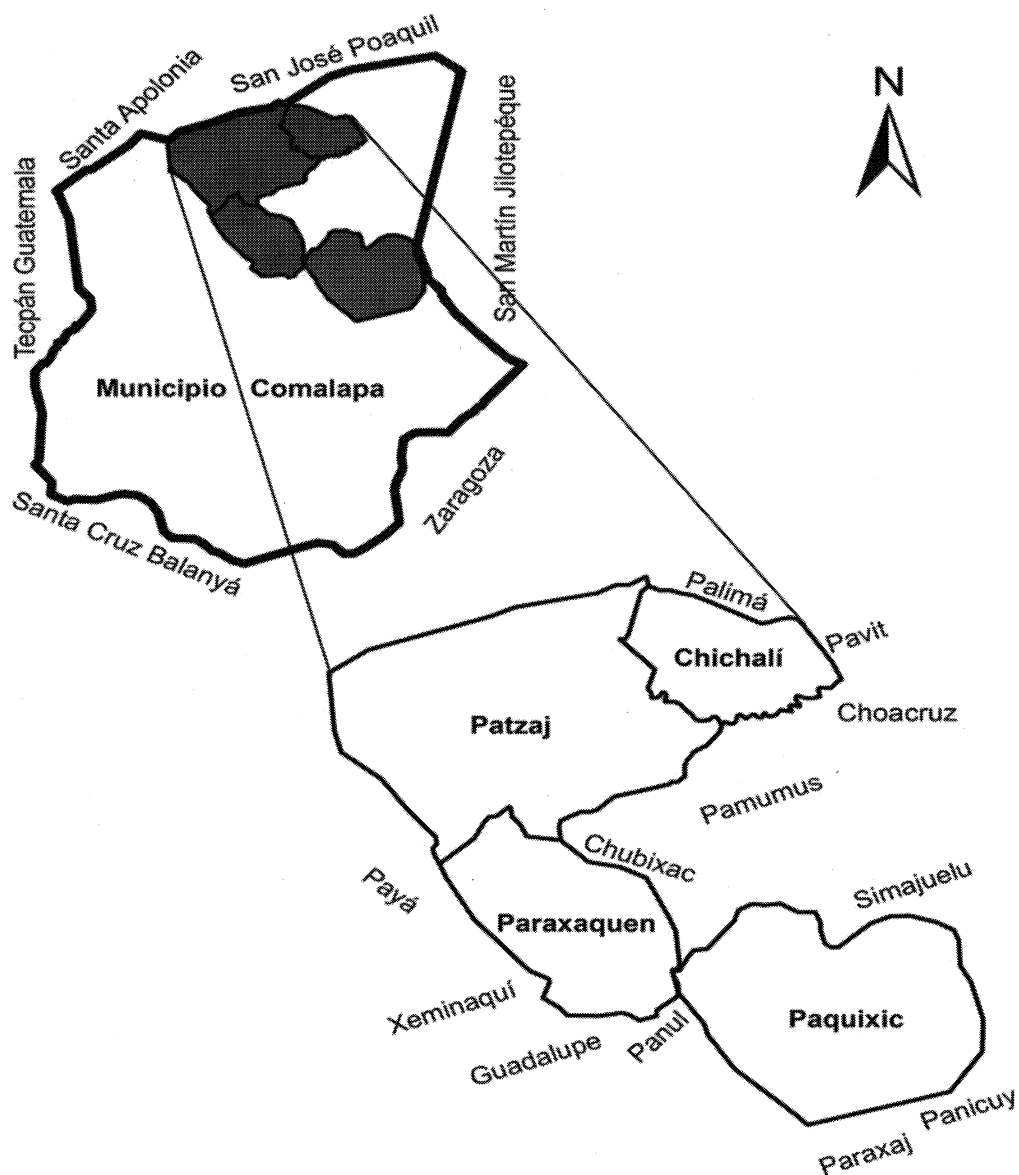 San José Poaquil
N
Santa Apolonia
San Martín Jilotepéque
Tecpán Guatemala
Municipio Comalapa
Zaragoza
Santa Cruz Balanyá
Palimá
Pavit
Chichalí
Choacruz
Patzaj
Pamumus
Chubixac
Payá
Simajuelu
Paraxaquen
Xeminaquí
Paquixic
Guadalupe
Panul
Panicuy
Paraxaj